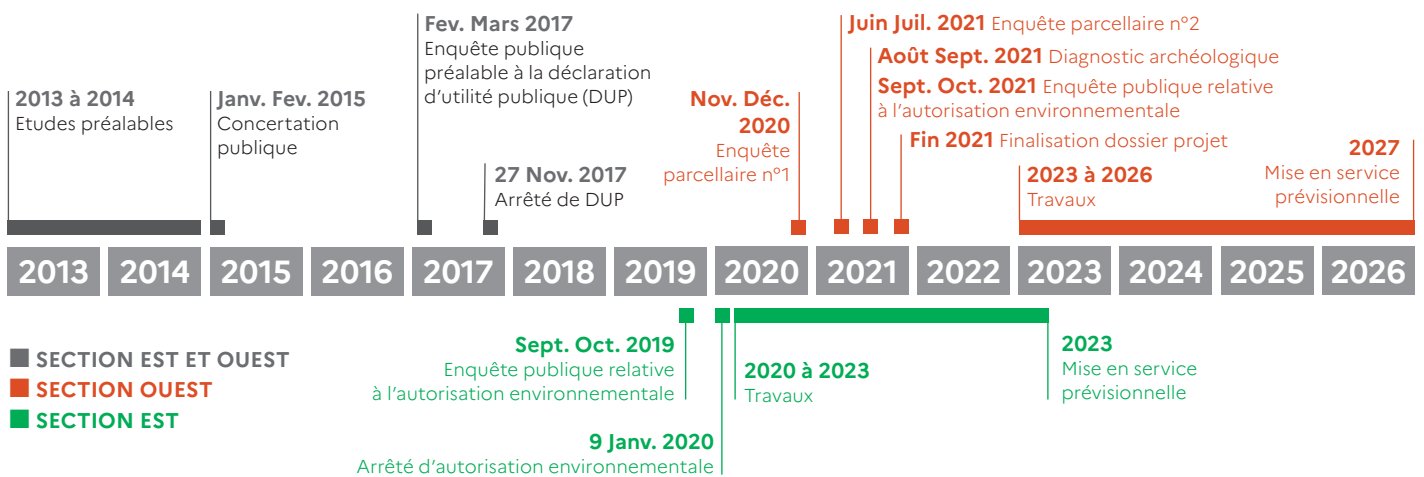 2013 à 2014
Etudes préalables
Janv. Fev. 2015
Concertation
publique
Fev. Mars 2017
Enquête publique
préalable à la déclaration
d'utilité publique (DUP)
27 Nov. 2017
Arrêté de DUP
Nov. Déc.
2020
Enquête
parcellaire nº1
Juin Juil. 2021 Enquête parcellaire nº2
Août Sept. 2021 Diagnostic archéologique
Sept. Oct. 2021 Enquête publique relative
à l'autorisation environnementale
Fin 2021 Finalisation dossier projet
2023 à 2026
Travaux
2027
Mise en service
prévisionnelle
2013 2014 2015 2016 2017 2018 2019 2020 2021 2022 2023 2024 2025 2026
SECTION EST ET OUEST
SECTION OUEST
SECTION EST
Sept. Oct. 2019
Enquête publique relative
à l'autorisation environnementale
9 Janv. 2020
Arrêté d'autorisation environnementale
2020 à 2023
Travaux
2023
Mise en service
prévisionnelle